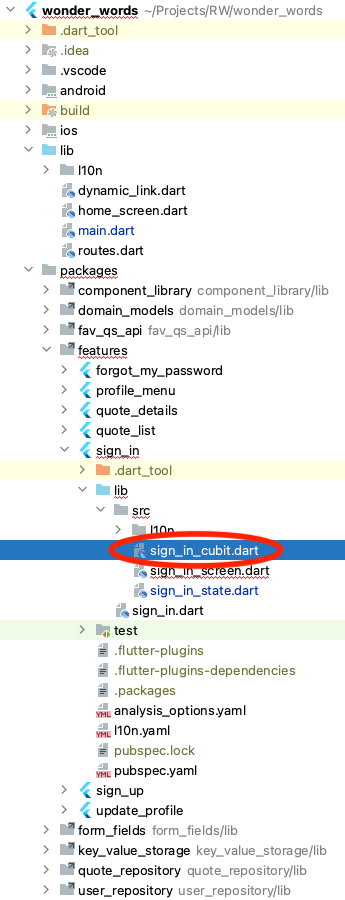 wonder_words ~/Projects/RW/wonder_words
.dart_tool
.idea
.vscode
android
build
ios
lib
l10n
dynamic_link.dart
home_screen.dart
main.dart
routes.dart
packages
component_library component_library/lib
domain_models domain_models/lib
fav_qs_api fav_qs_api/lib
features
forgot_my_password
profile_menu
quote_details
quote_list
sign_in
.dart_tool
lib
src
l10n
sign_in_cubit.dart
sign_in_screen.dart
sign_in_state.dart
sign_in.dart
test
.flutter-plugins
.flutter-plugins-dependencies
.packages
YML analysis_options.yaml
YML l10n.yaml
pubspec.lock
YML pubspec.yaml
sign_up
update_profile
form_fields form_fields/lib
key_value_storage key_value_storage/lib
quote_repository quote_repository/lib
user_repository user_repository/lib